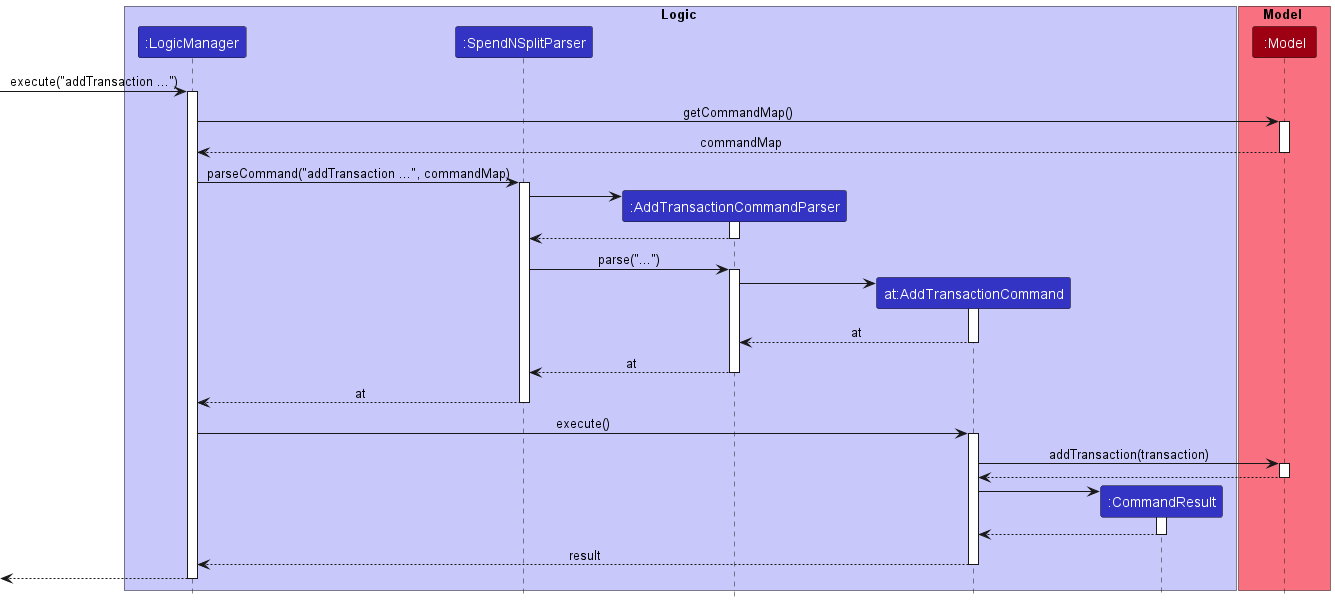 Logic
Model
:LogicManager
:SpendNSplitParser
:Model
execute("addTransaction ...")
getCommandMap()
commandMap
parseCommand("addTransaction ...", commandMap)
:AddTransactionCommandParser
parse("...")
at:AddTransactionCommand
at
at
at
execute()
addTransaction(transaction)
:CommandResult
result